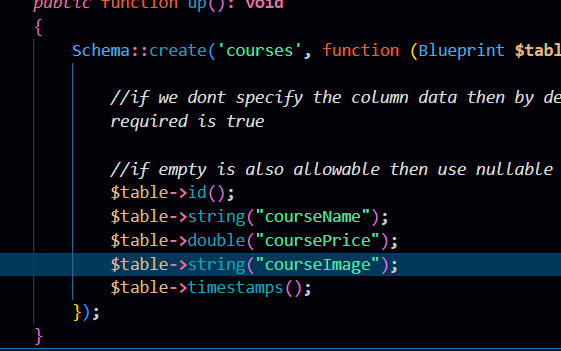 public function up(): void
{
Schema::create('courses', function (Blueprint $tabl
//if we dont specify the column data then by de
required is true
//if empty is also allowable then use nullable
$table->id();
$table->string("courseName");
$table->double("coursePrice");
$table->string("courseImage");
$table->timestamps();
});
}